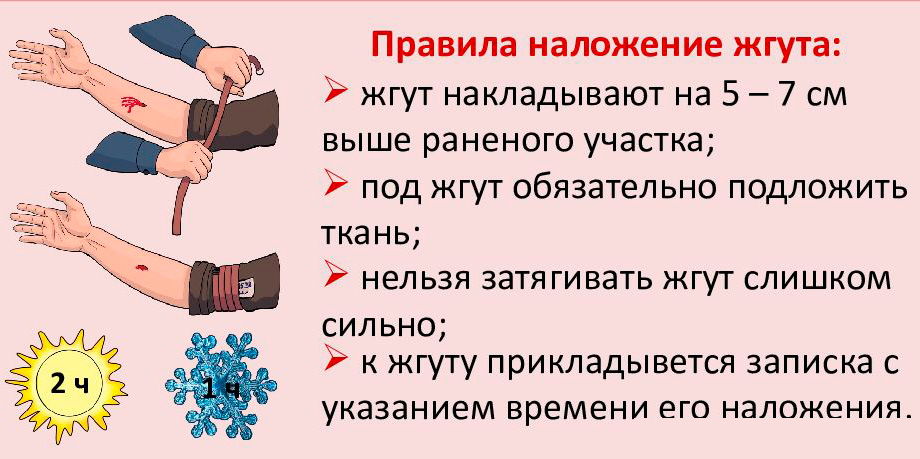 Правила наложение жгута:
жгут накладывают на 5 – 7 см
выше раненого участка;
под жгут обязательно подложить
ткань;
нельзя затягивать жгут слишком
сильно;
к жгуту прикладывется записка с
указанием времени его наложения.
2 ч
1 ч